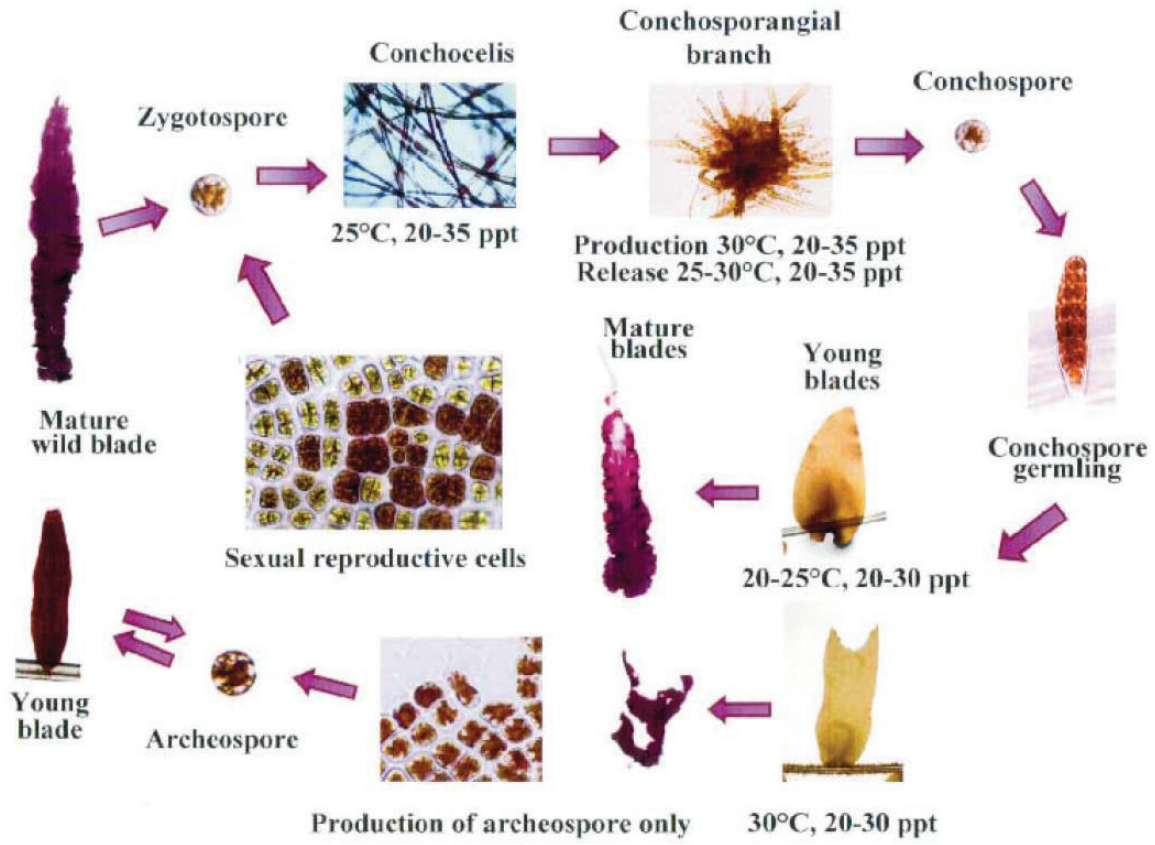 Conchocelis
Conchosporangial
branch
Conchospore
Zygotospore
25°C, 20-35 ppt
Production 30°C, 20-35 ppt
Release 25-30°C, 20-35 ppt
Mature
wild blade
Mature
blades
Young
blades
Conchospore
germling
Sexual reproductive cells
20-25°C, 20-30 ppt
Young
blade
Archeospore
Production of archeospore only
30°C, 20-30 ppt